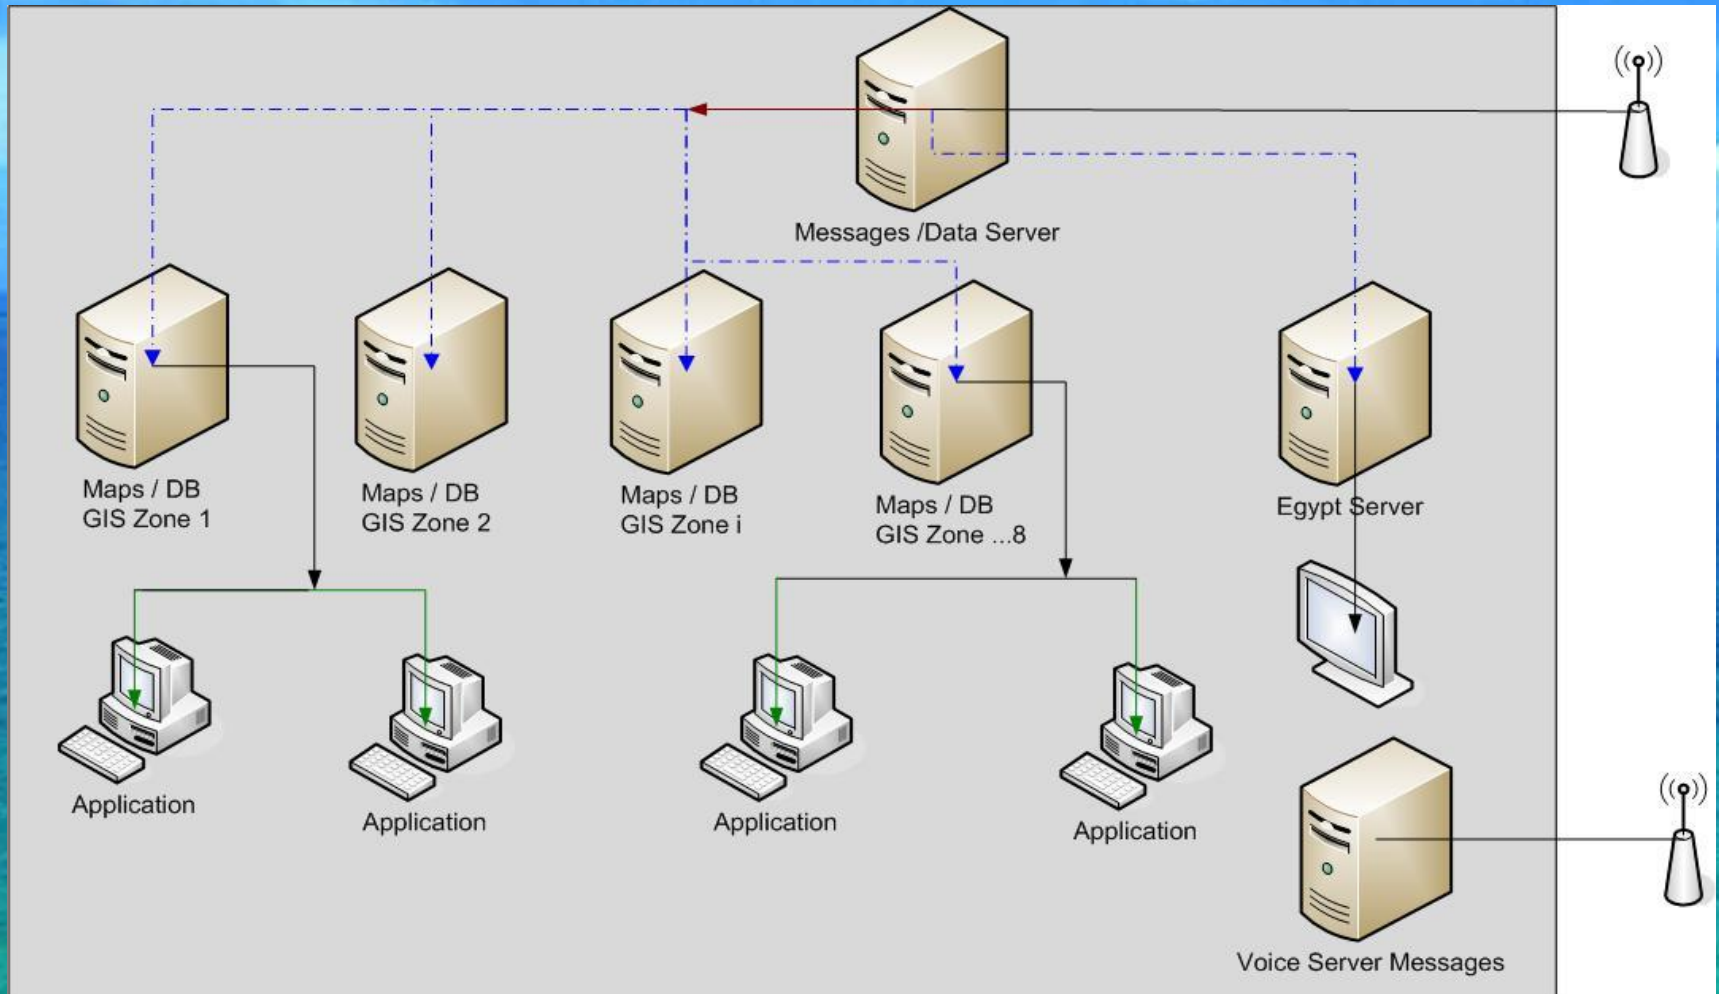 Messages /Data Server
Maps / DB
GIS Zone 1
Maps / DB
GIS Zone 2
Maps / DB
GIS Zone i
Maps / DB
GIS Zone ...8
Egypt Server
Application
Application
Application
Application
Voice Server Messages